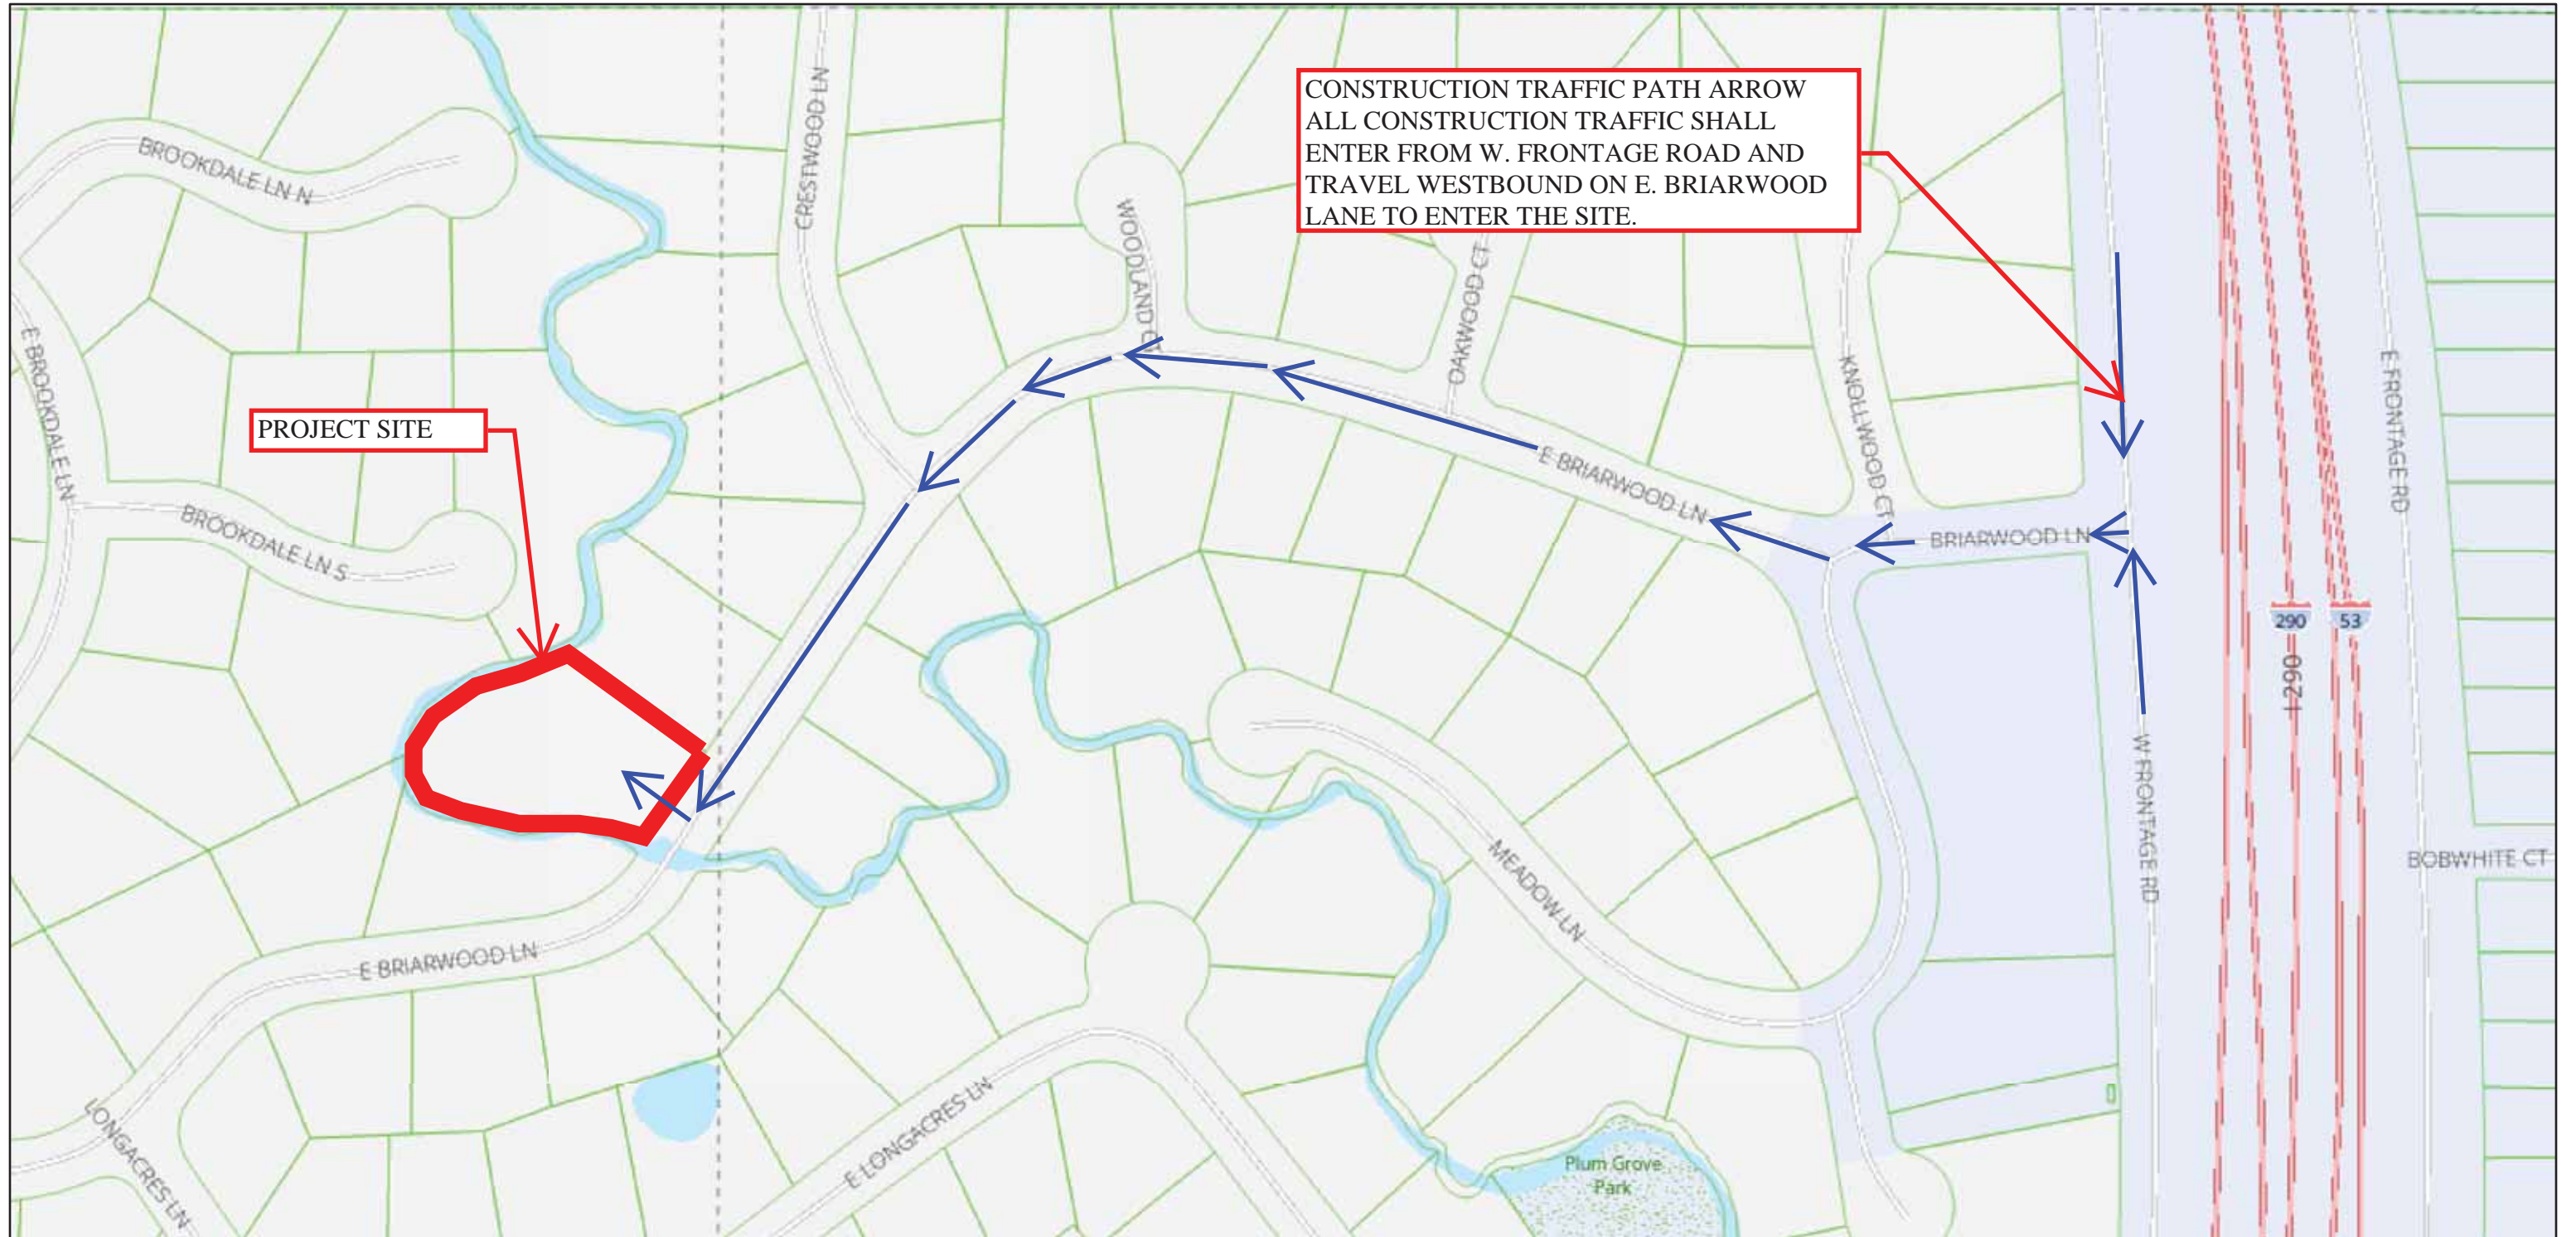 CONSTRUCTION TRAFFIC PATH ARROW
ALL CONSTRUCTION TRAFFIC SHALL
ENTER FROM W. FRONTAGE ROAD AND
TRAVEL WESTBOUND ON E. BRIARWOOD
LANE TO ENTER THE SITE.
CRESTWOOD LN
BROOKDALE LN N
WOODLAND CT
OAKWOOD CT
KNOLLWOOD CT
E FRONTAGE RD
E BROOKDALE LN
PROJECT SITE
E BRIARWOOD LN
BRIARWOOD LN
BROOKDALE LN S
290
53
I290
W FRONTAGE RD
MEADOW LN
BOBWHITE CT
E BRIARWOOD LN
E LONGACRES LN
LONGACRES LN
Plum Grove
Park